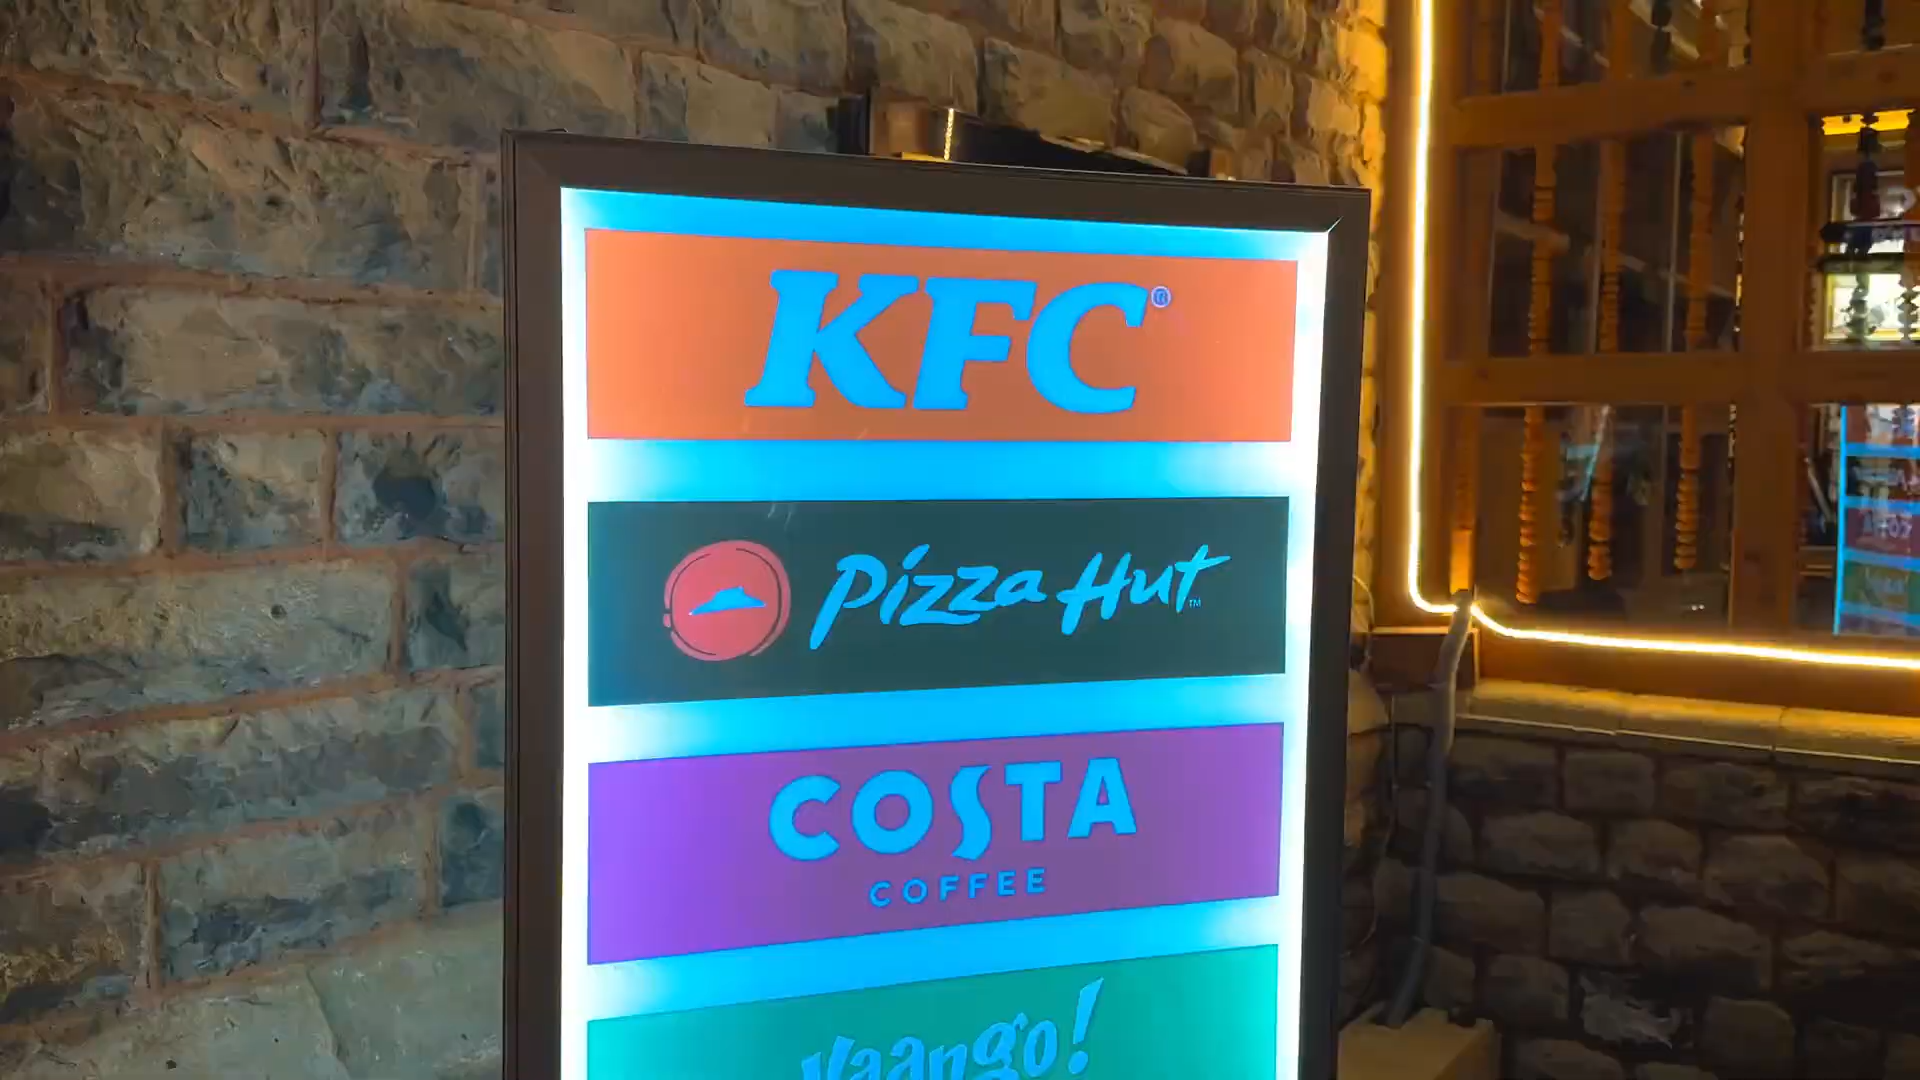 KFC®
Pizza Hut™
COSTA
COFFEE
Vaango!